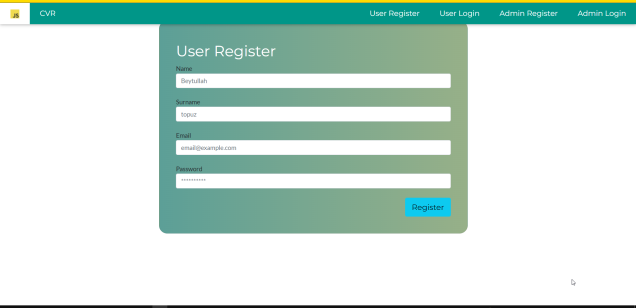 JS
CVR
User Register
User Login
Admin Register
Admin Login
User Register
Name
Beytullah
Surname
topuz
Email
email@example.com
Password
**********
Register